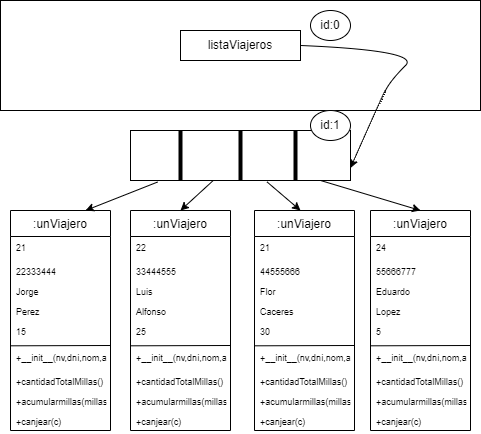 id:0
listaViajeros
id:1
:unViajero
21
22333444
Jorge
Perez
15
+__init__(nv,dni,nom,a
+cantidadTotalMillas()
+acumularmillas(millas
+canjear(c)
:unViajero
22
33444555
Luis
Alfonso
25
+__init__(nv,dni,nom,a
+cantidadTotalMillas()
+acumularmillas(millas
+canjear(c)
:unViajero
21
44555666
Flor
Caceres
30
+__init__(nv,dni,nom,a
+cantidadTotalMillas()
+acumularmillas(millas
+canjear(c)
:unViajero
24
55666777
Eduardo
Lopez
5
+__init__(nv,dni,nom,a
+cantidadTotalMillas()
+acumularmillas(millas
+canjear(c)